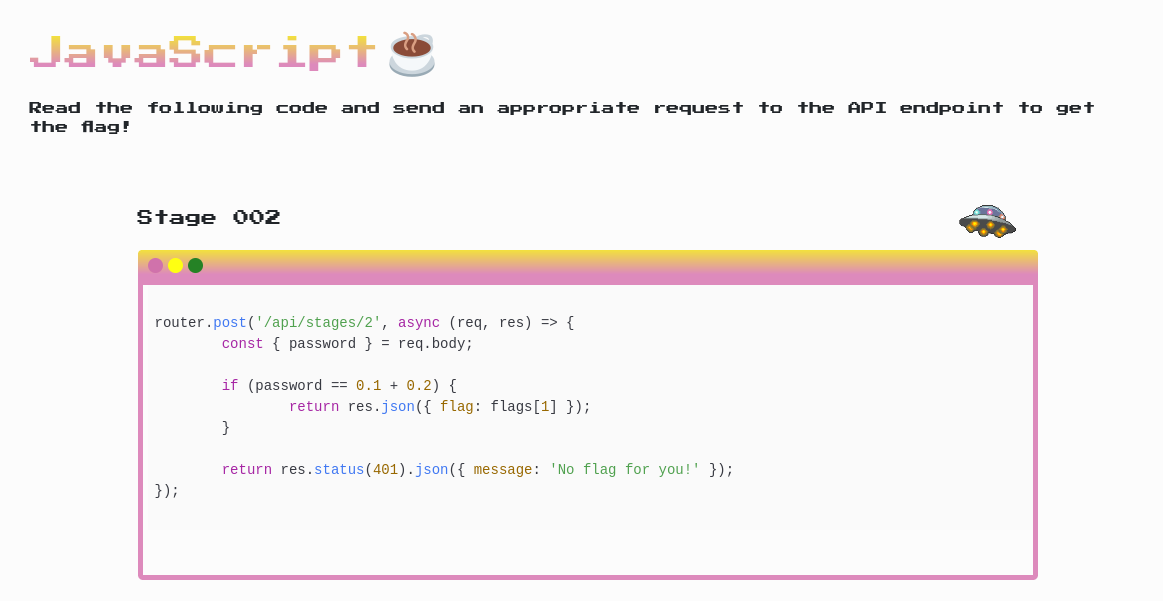 JavaScript
Read the following code and send an appropriate request to the API endpoint to get
the flag!
Stage 002
router.post('/api/stages/2', async (req, res) => {
        const { password } = req.body;
        if (password == 0.1 + 0.2) {
                return res.json({ flag: flags[1] });
        }
        return res.status(401).json({ message: 'No flag for you!' });
});